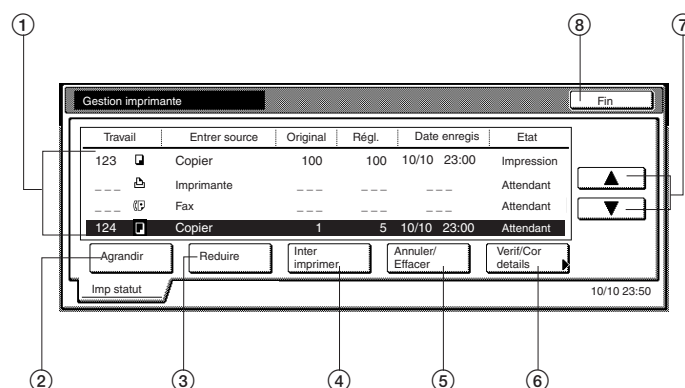 ① ⑧ ⑦
Gestion imprimante Fin
Travail Entrer source Original Régl. Date enregis Etat
123 Copier 100 100 10/10 23:00 Impression
_ _ _ Imprimante _ _ _ _ _ _ Attendant
_ _ _ Fax _ _ _ _ _ _ Attendant
124 Copier 1 5 10/10 23:00 Attendant
Agrandir Reduire Inter imprimer Annuler/ Effacer Verif/Cor details
Imp statut 10/10 23:50
② ③ ④ ⑤ ⑥